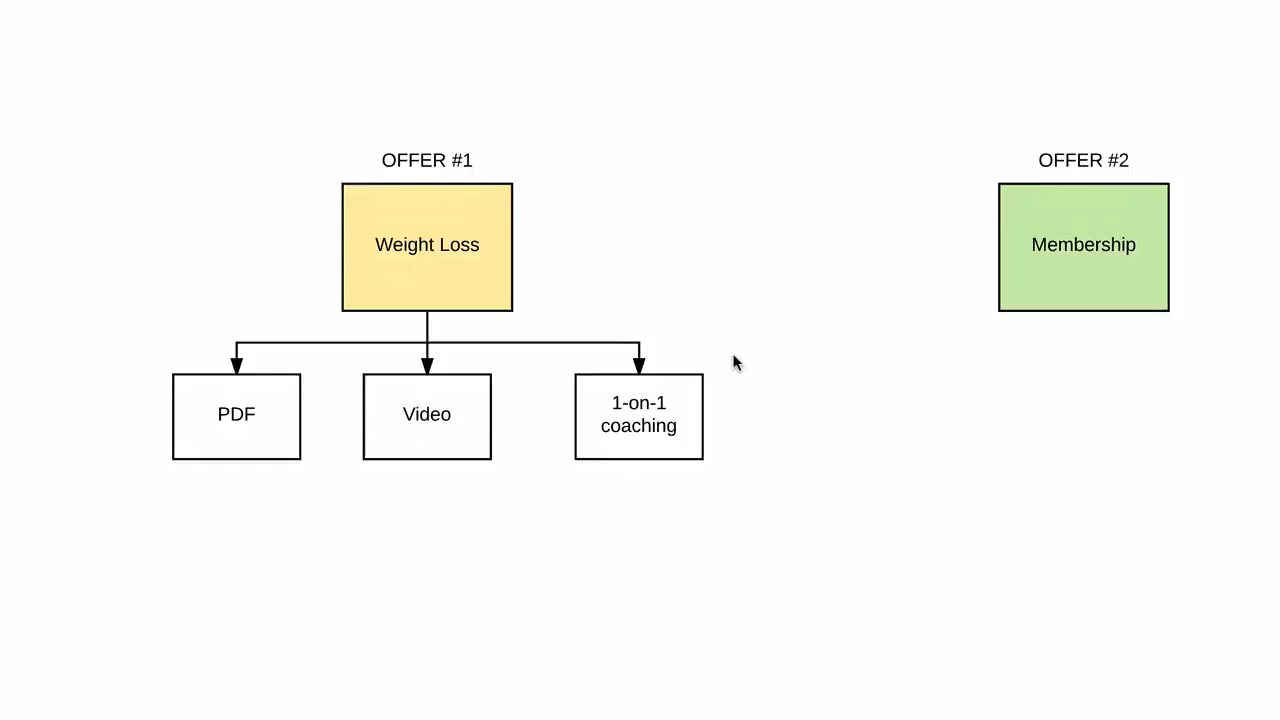 OFFER #1
OFFER #2
Weight Loss
Membership
PDF
Video
1-on-1
coaching